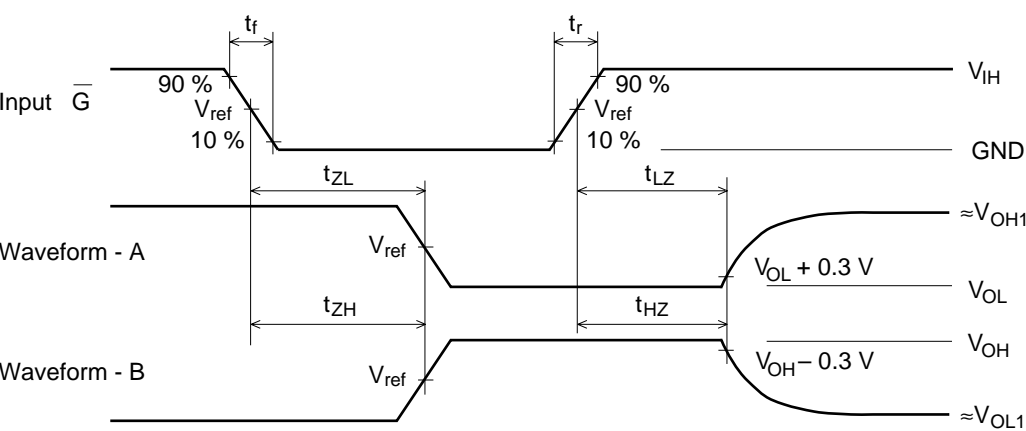 tf tr
90 % 90 % VIH
Input G̅ Vref Vref
10 % 10 % GND
tZL tLZ
≈VOH1
Waveform - A Vref VOL + 0.3 V
VOL
tZH tHZ
VOH
Waveform - B Vref VOH – 0.3 V
≈VOL1